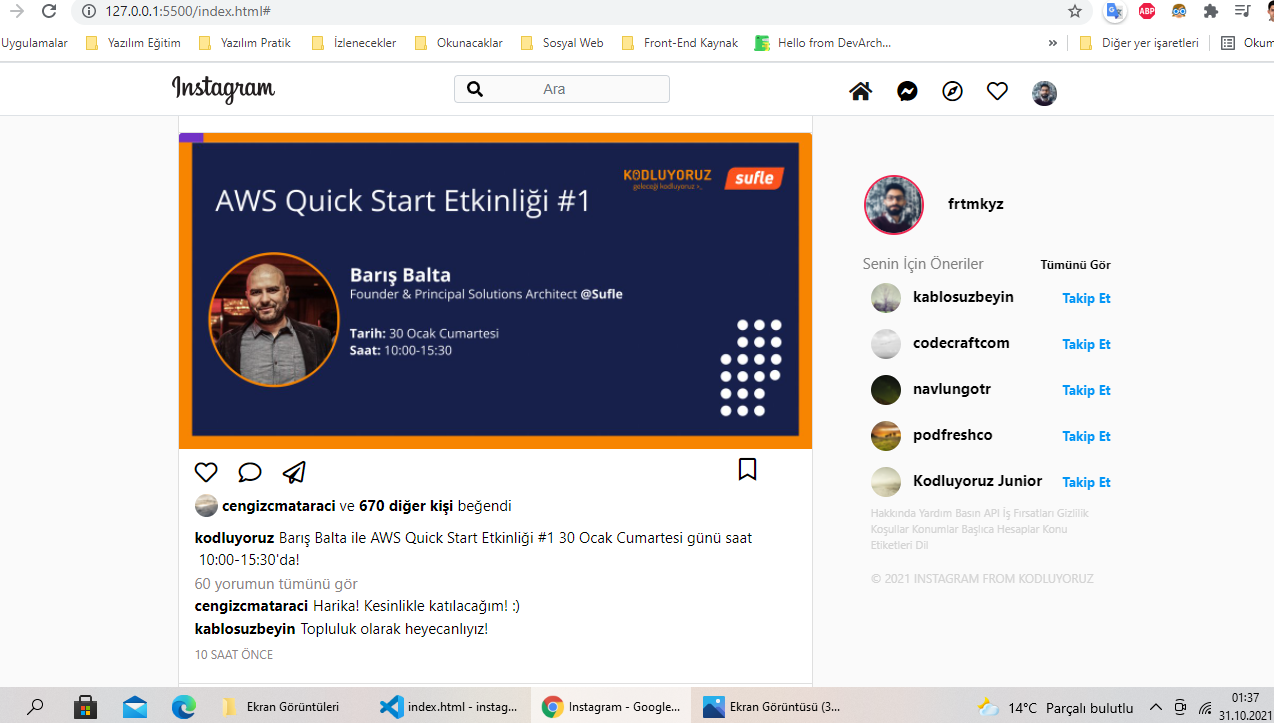 127.0.0.1:5500/index.html#
ABP
Uygulamalar
Yazılım Eğitim
Yazılım Pratik
İzlenecekler
Okunacaklar
Sosyal Web
Front-End Kaynak
Hello from DevArch...
»
Diğer yer işaretleri
Okum
Instagram
Ara
KODLUYORUZ
geleceği kodluyoruz >_
sufle
AWS Quick Start Etkinliği #1
Barış Balta
Founder & Principal Solutions Architect @Sufle
Tarih: 30 Ocak Cumartesi
Saat: 10:00-15:30
cengizcmataraci ve 670 diğer kişi beğendi
kodluyoruz Barış Balta ile AWS Quick Start Etkinliği #1 30 Ocak Cumartesi günü saat
10:00-15:30'da!
60 yorumun tümünü gör
cengizcmataraci Harika! Kesinlikle katılacağım! :)
kablosuzbeyin Topluluk olarak heyecanlıyız!
10 SAAT ÖNCE
frtmkyz
Senin İçin Öneriler
Tümünü Gör
kablosuzbeyin
Takip Et
codecraftcom
Takip Et
navlungotr
Takip Et
podfreshco
Takip Et
Kodluyoruz Junior
Takip Et
Hakkında Yardım Basın API İş Fırsatları Gizlilik
Koşullar Konumlar Başlıca Hesaplar Konu
Etiketleri Dil
© 2021 INSTAGRAM FROM KODLUYORUZ
Ekran Görüntüleri
index.html - instag...
Instagram - Google...
Ekran Görüntüsü (3...
14°C Parçalı bulutlu
01:37
31.10.2021